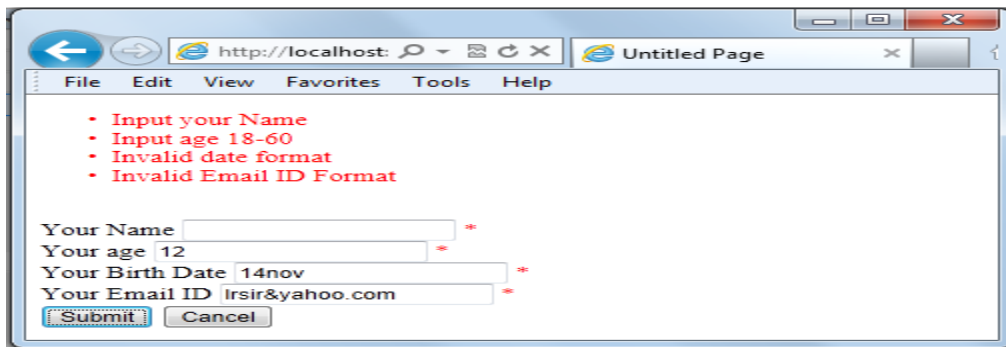 http://localhost:
Untitled Page
File Edit View Favorites Tools Help
• Input your Name
• Input age 18-60
• Invalid date format
• Invalid Email ID Format
Your Name *
Your age 12 *
Your Birth Date 14nov *
Your Email ID lrsir&yahoo.com *
Submit Cancel